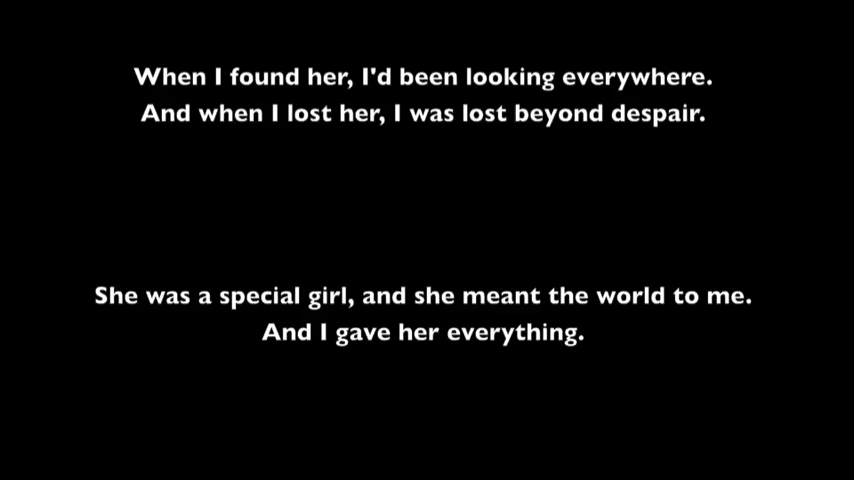 When I found her, I'd been looking everywhere.
And when I lost her, I was lost beyond despair.
She was a special girl, and she meant the world to me.
And I gave her everything.